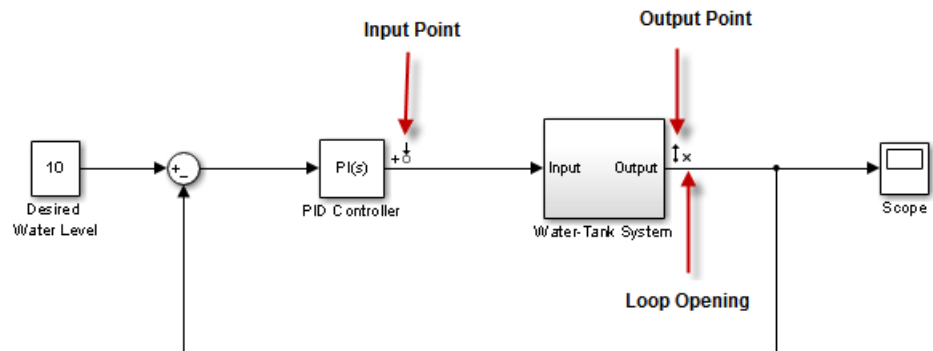 Output Point
Input Point
10
+
−
PI(s)
+
Input
Output
x
Desired
Water Level
PID Controller
Water-Tank System
Scope
Loop Opening